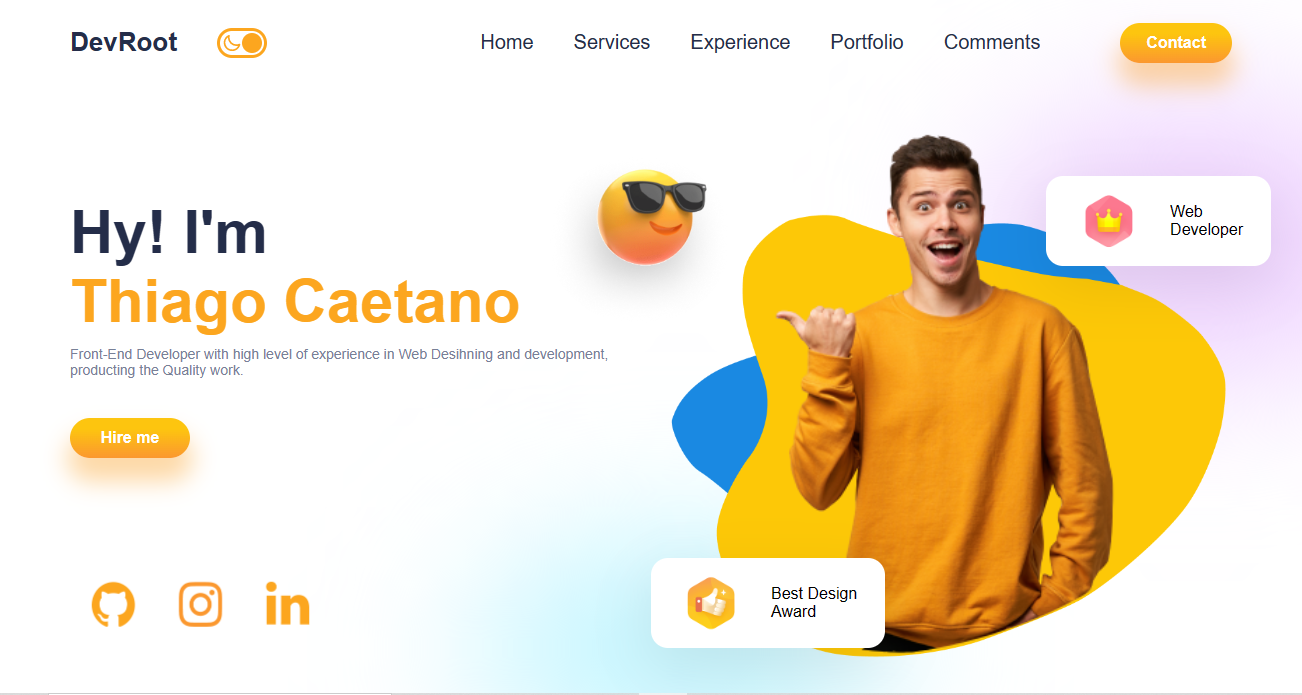 DevRoot
Home
Services
Experience
Portfolio
Comments
Contact
Hy! I'm
Thiago Caetano
Front-End Developer with high level of experience in Web Desihning and development,
producting the Quality work.
Hire me
Web
Developer
Best Design
Award
in